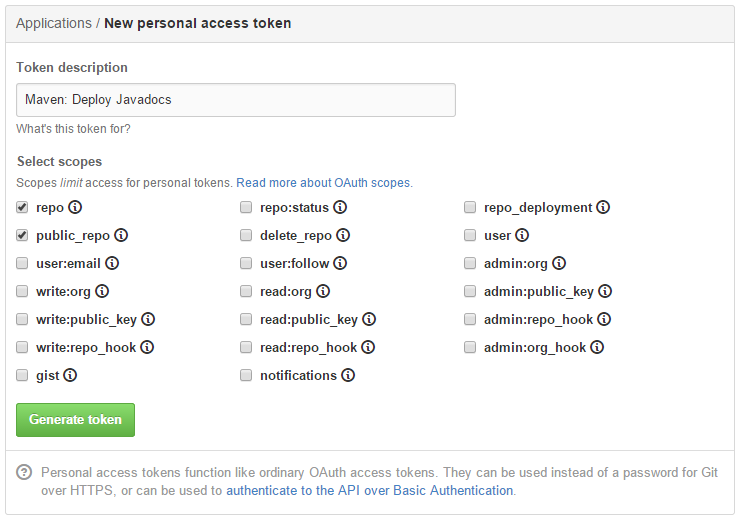 Applications / New personal access token
Token description
Maven: Deploy Javadocs
What's this token for?
Select scopes
Scopes limit access for personal tokens. Read more about OAuth scopes.
repo repo:status repo_deployment
public_repo delete_repo user
user:email user:follow admin:org
write:org read:org admin:public_key
write:public_key read:public_key admin:repo_hook
write:repo_hook read:repo_hook admin:org_hook
gist notifications
Generate token
Personal access tokens function like ordinary OAuth access tokens. They can be used instead of a password for Git
over HTTPS, or can be used to authenticate to the API over Basic Authentication.